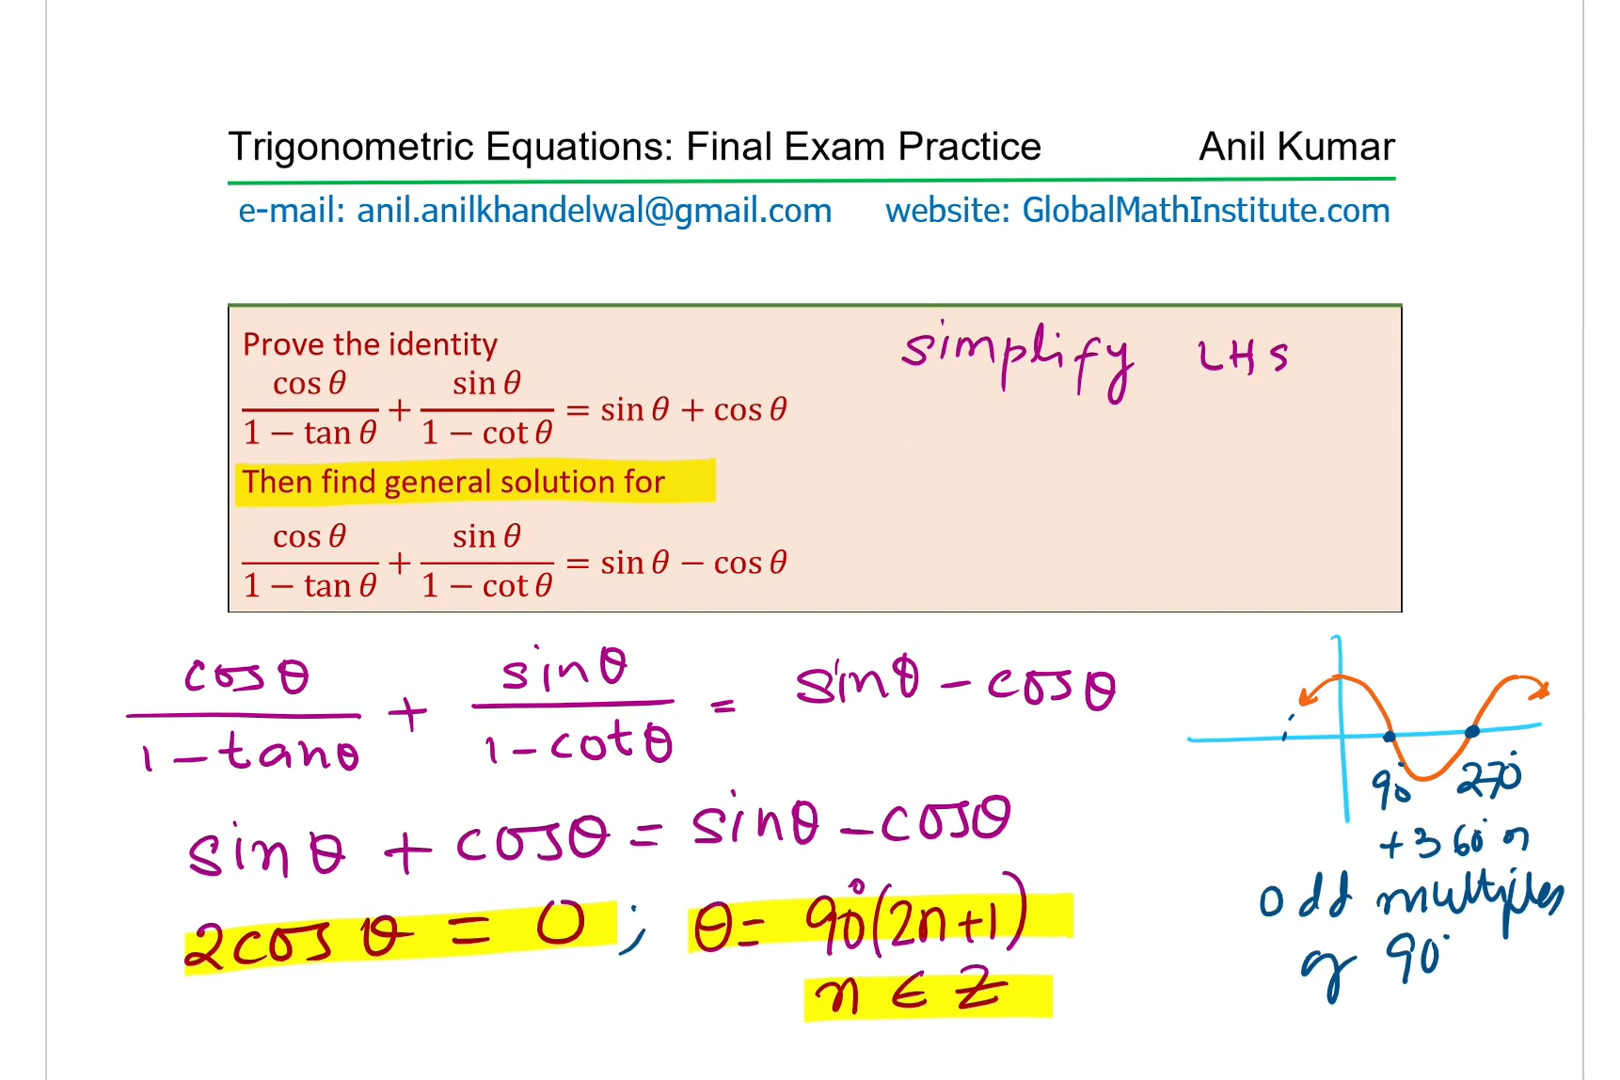 Trigonometric Equations: Final Exam Practice Anil Kumar
e-mail: anil.anilkhandelwal@gmail.com website: GlobalMathInstitute.com
Prove the identity
cos θ / (1 − tan θ) + sin θ / (1 − cot θ) = sin θ + cos θ
simplify LHS
Then find general solution for
cos θ / (1 − tan θ) + sin θ / (1 − cot θ) = sin θ − cos θ
cosθ / (1 − tanθ) + sinθ / (1 − cotθ) = sinθ − cosθ
sinθ + cosθ = sinθ − cosθ
2cosθ = 0 ; θ = 90°(2n+1)
n ∈ Z
90° 270°
+360°n
odd multiples
of 90°